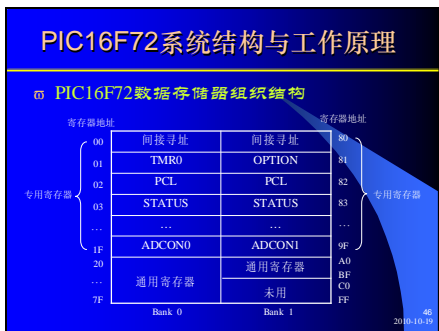 PIC16F72系统结构与工作原理
ϖ PIC16F72数据存储器组织结构
寄存器地址 寄存器地址
00 间接寻址 间接寻址 80
01 TMR0 OPTION 81
02 PCL PCL 82
专用寄存器 专用寄存器
03 STATUS STATUS 83
… … … …
1F ADCON0 ADCON1 9F
20 通用寄存器 A0
… 通用寄存器 BF
未用 C0
7F FF
Bank 0 Bank 1
46
2010-10-19